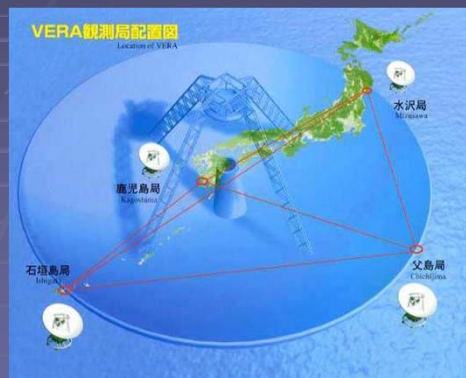 VERA観測局配置図
Location of VERA
水沢局
Mizusawa
鹿児島局
Kagoshima
石垣島局
Ishigaki
父島局
Chichijima